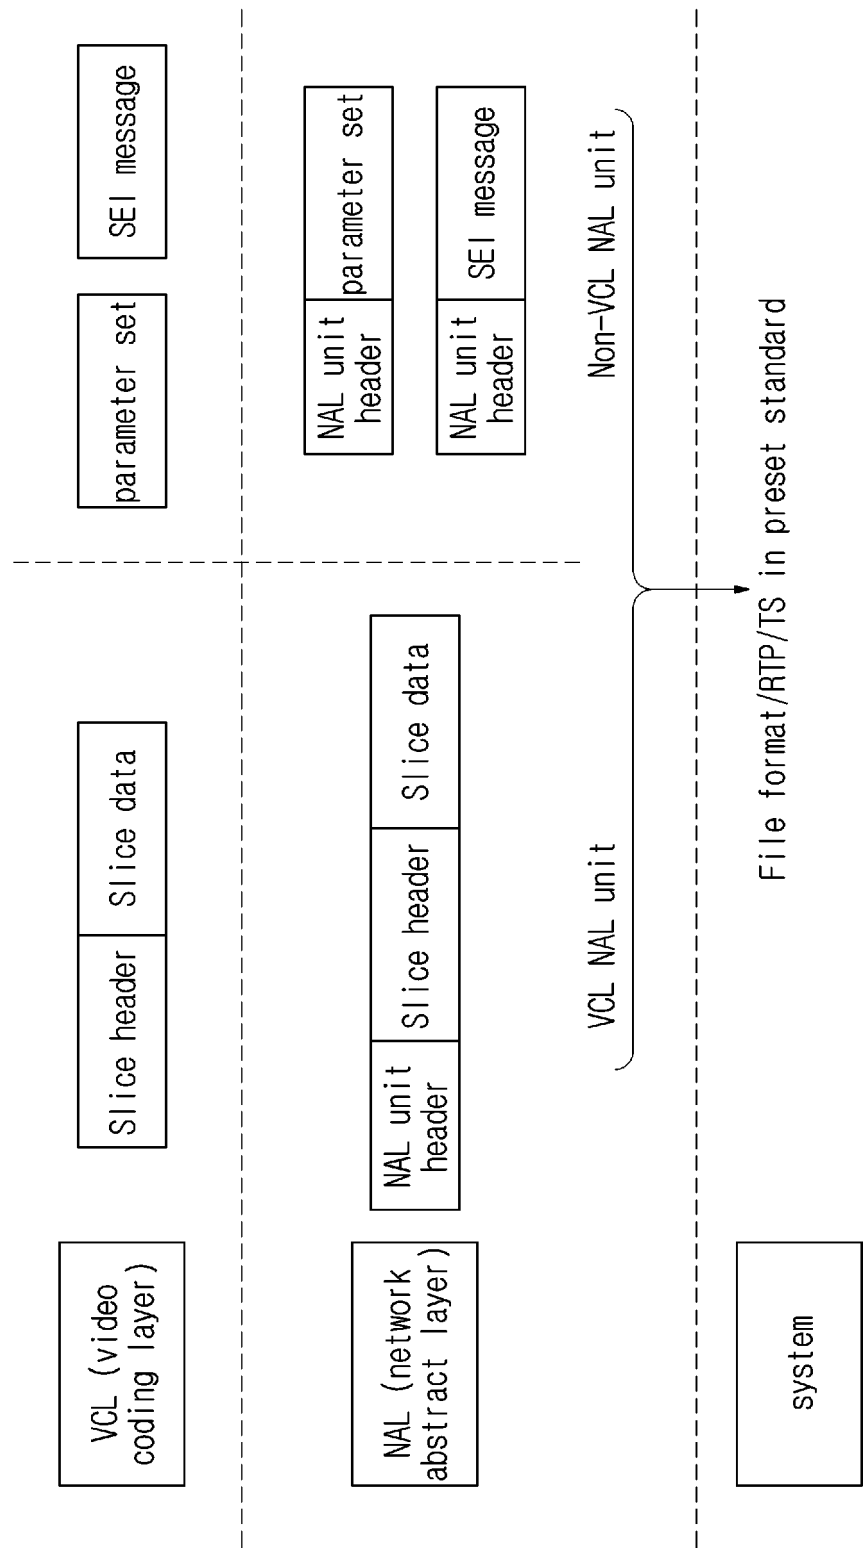 VCL (video
coding layer)
Slice header
Slice data
parameter set
SEI message
NAL (network
abstract layer)
NAL unit
header
Slice header
Slice data
NAL unit
header
parameter set
NAL unit
header
SEI message
VCL NAL unit
Non-VCL NAL unit
system
File format/RTP/TS in preset standard